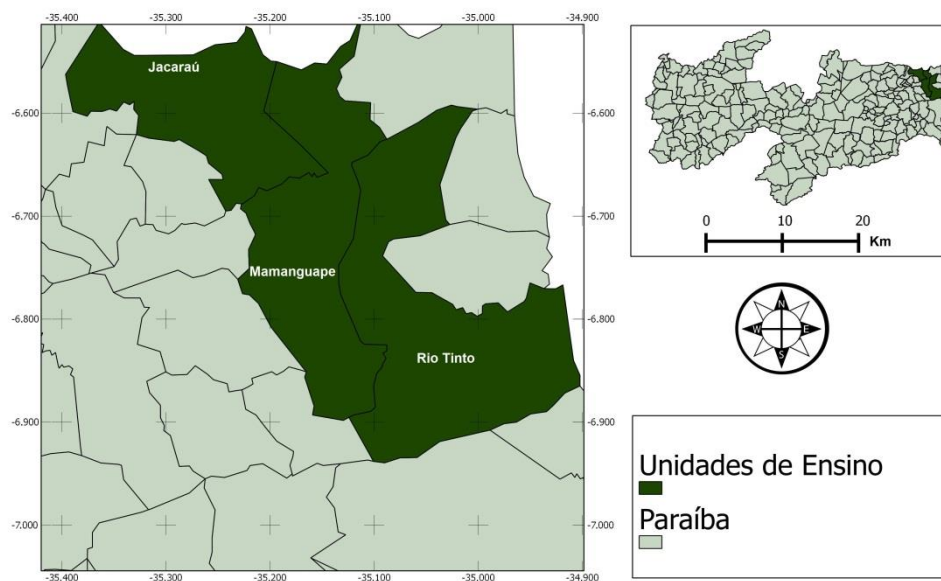 -35.400 -35.300 -35.200 -35.100 -35.000 -34.900
Jacaraú
-6.600 -6.600
-6.700 -6.700
Mamanguape
-6.800 -6.800
Rio Tinto
-6.900 -6.900
-7.000 -7.000
-35.400 -35.300 -35.200 -35.100 -35.000 -34.900
0 10 20
Km
N
W E
S
Unidades de Ensino
Paraíba